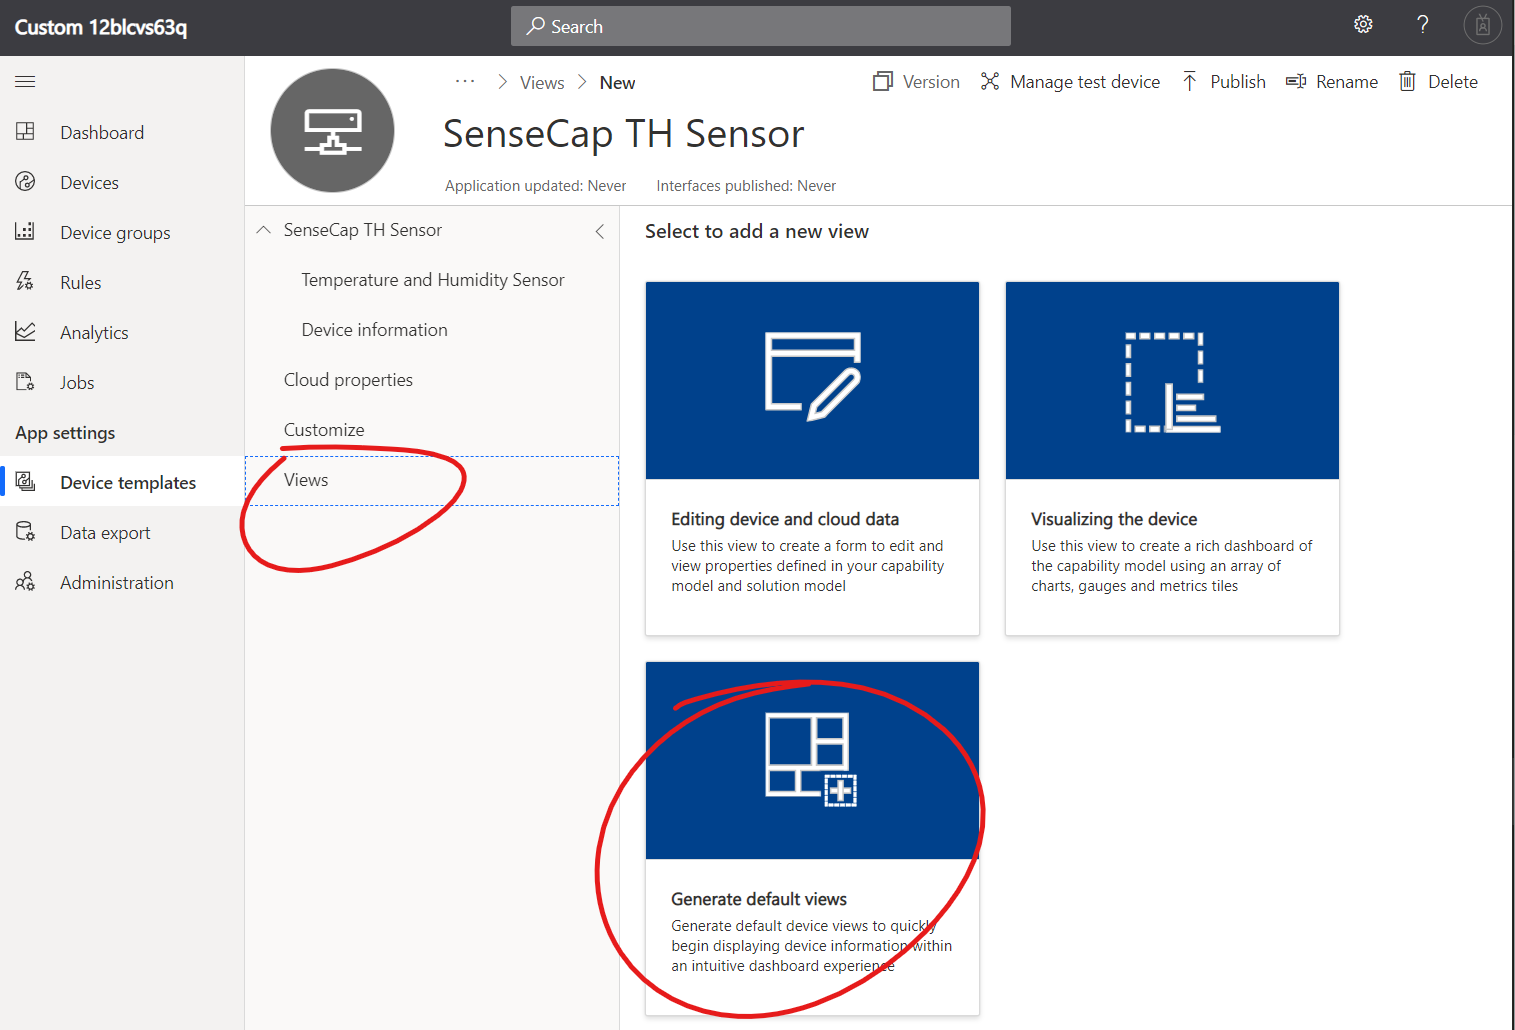 Custom 12blcvs63q
Search
?
Dashboard
Devices
Device groups
Rules
Analytics
Jobs
App settings
Device templates
Data export
Administration
... > Views > New
Version
Manage test device
Publish
Rename
Delete
SenseCap TH Sensor
Application updated: Never
Interfaces published: Never
SenseCap TH Sensor
Temperature and Humidity Sensor
Device information
Cloud properties
Customize
Views
Select to add a new view
Editing device and cloud data
Use this view to create a form to edit and
view properties defined in your capability
model and solution model
Visualizing the device
Use this view to create a rich dashboard of
the capability model using an array of
charts, gauges and metrics tiles
Generate default views
Generate default device views to quickly
begin displaying device information within
an intuitive dashboard experience